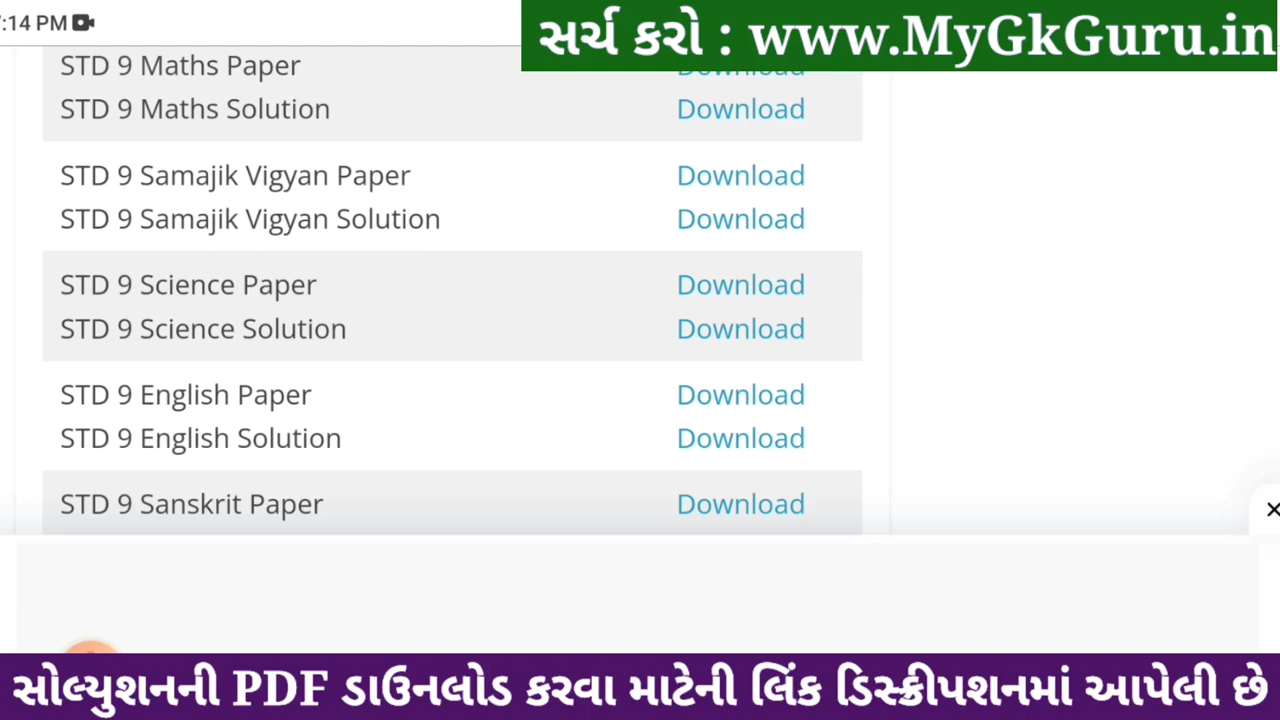 :14 PM
સર્ચ કરો : www.MyGkGuru.in
STD 9 Maths Paper Download
STD 9 Maths Solution Download
STD 9 Samajik Vigyan Paper Download
STD 9 Samajik Vigyan Solution Download
STD 9 Science Paper Download
STD 9 Science Solution Download
STD 9 English Paper Download
STD 9 English Solution Download
STD 9 Sanskrit Paper Download
સોલ્યુશનની PDF ડાઉનલોડ કરવા માટેની લિંક ડિસ્ક્રીપશનમાં આપેલી છે